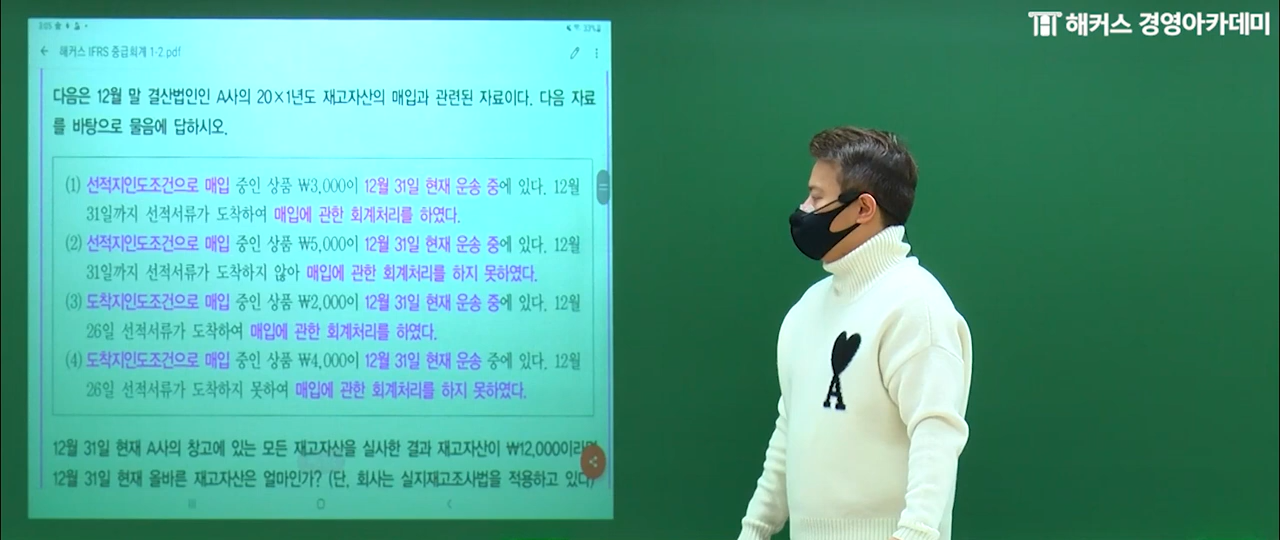 해커스 경영아카데미
3:05
33%
해커스 IFRS 중급회계 1-2.pdf
다음은 12월 말 결산법인인 A사의 20×1년도 재고자산의 매입과 관련된 자료이다. 다음 자료
를 바탕으로 물음에 답하시오.
(1) 선적지인도조건으로 매입 중인 상품 ₩3,000이 12월 31일 현재 운송 중에 있다. 12월
31일까지 선적서류가 도착하여 매입에 관한 회계처리를 하였다.
(2) 선적지인도조건으로 매입 중인 상품 ₩5,000이 12월 31일 현재 운송 중에 있다. 12월
31일까지 선적서류가 도착하지 않아 매입에 관한 회계처리를 하지 못하였다.
(3) 도착지인도조건으로 매입 중인 상품 ₩2,000이 12월 31일 현재 운송 중에 있다. 12월
26일 선적서류가 도착하여 매입에 관한 회계처리를 하였다.
(4) 도착지인도조건으로 매입 중인 상품 ₩4,000이 12월 31일 현재 운송 중에 있다. 12월
26일 선적서류가 도착하지 못하여 매입에 관한 회계처리를 하지 못하였다.
12월 31일 현재 A사의 창고에 있는 모든 재고자산을 실사한 결과 재고자산이 ₩12,000이라면
12월 31일 현재 올바른 재고자산은 얼마인가? (단, 회사는 실지재고조사법을 적용하고 있다)
A